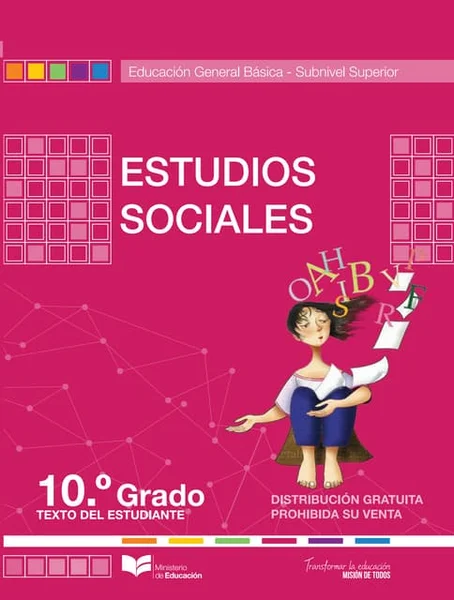 Educación General Básica - Subnivel Superior
ESTUDIOS
SOCIALES
10.º Grado
TEXTO DEL ESTUDIANTE
DISTRIBUCIÓN GRATUITA
PROHIBIDA SU VENTA
Ministerio
de Educación
Transformar la educación
MISIÓN DE TODOS